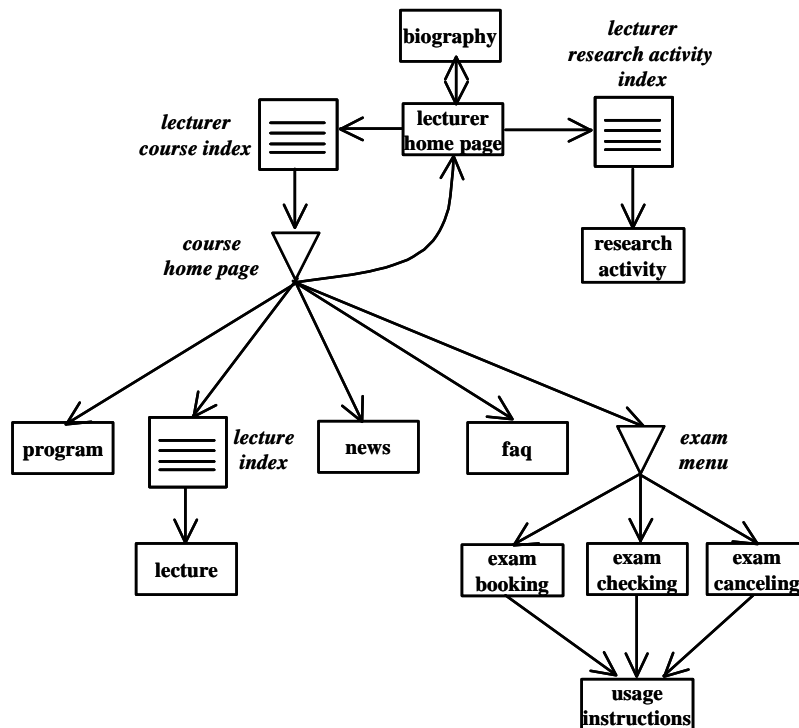 biography
lecturer
research activity
index
lecturer
course index
lecturer
home page
course
home page
research
activity
program
lecture
index
news
faq
exam
menu
lecture
exam
booking
exam
checking
exam
canceling
usage
instructions